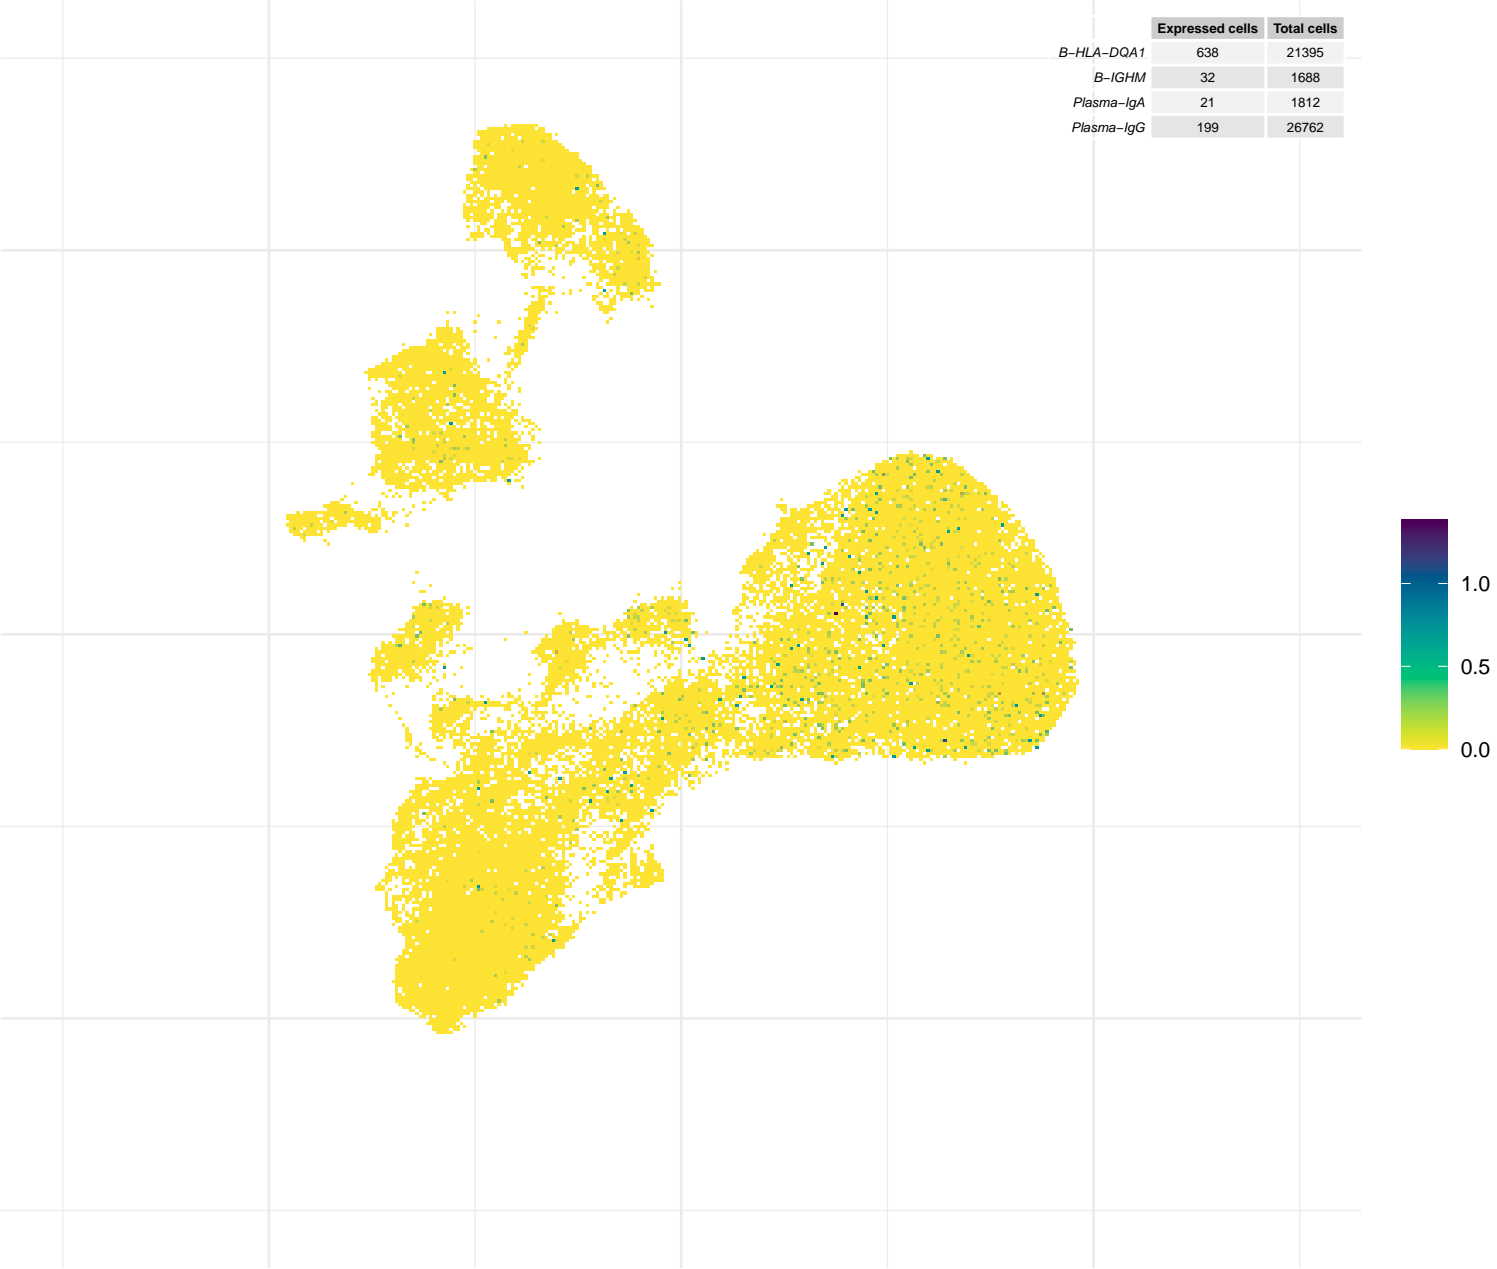 Expressed cells Total cells
B−HLA−DQA1 638 21395
B−IGHM 32 1688
Plasma−IgA 21 1812
Plasma−IgG 199 26762
1.0
0.5
0.0